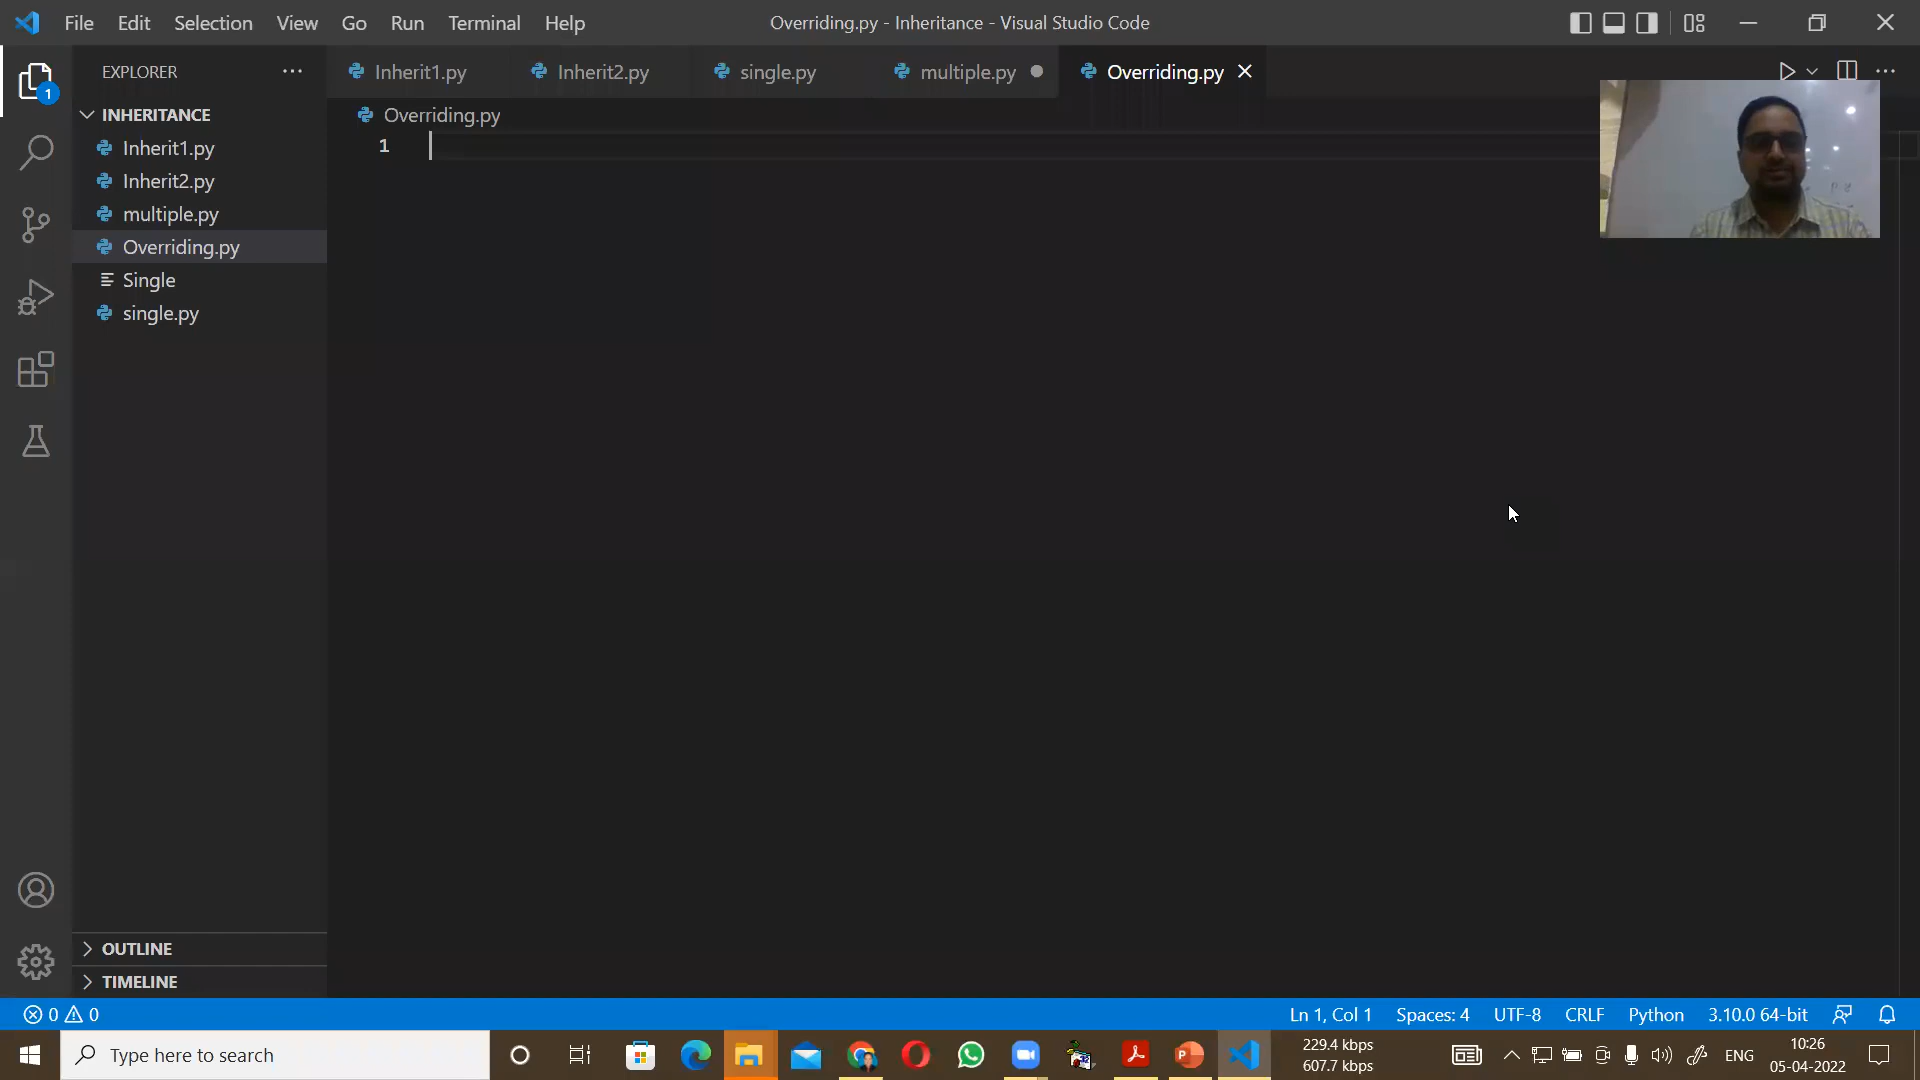 File Edit Selection View Go Run Terminal Help
Overriding.py - Inheritance - Visual Studio Code
EXPLORER
1
INHERITANCE
Inherit1.py
Inherit2.py
multiple.py
Overriding.py
Single
single.py
OUTLINE
TIMELINE
Inherit1.py Inherit2.py single.py multiple.py Overriding.py
Overriding.py
1
0 0
Ln 1, Col 1 Spaces: 4 UTF-8 CRLF Python 3.10.0 64-bit
Type here to search
229.4 kbps
607.7 kbps
ENG
10:26
05-04-2022